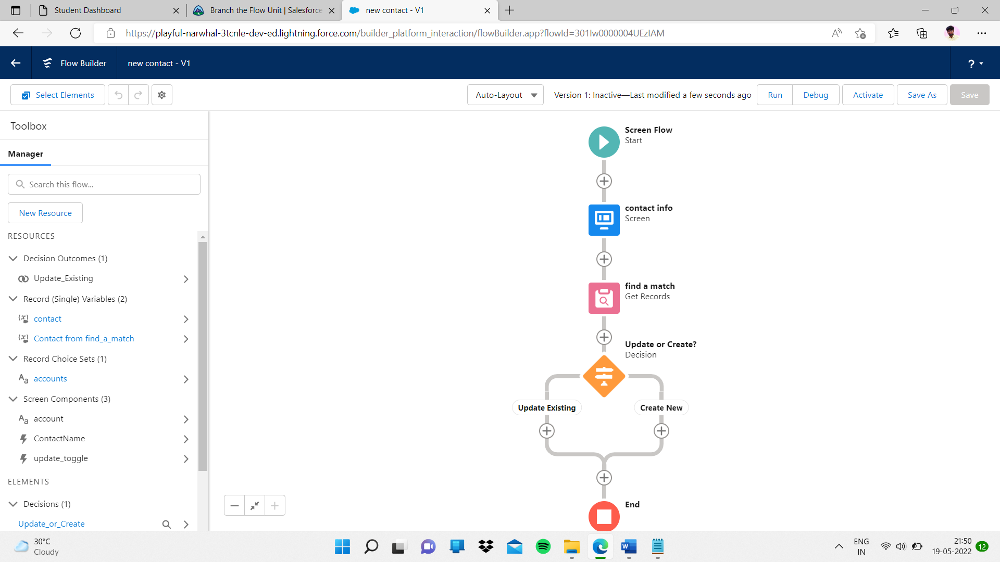 Student Dashboard
Branch the Flow Unit | Salesforce
new contact - V1
https://playful-narwhal-3tcnle-dev-ed.lightning.force.com/builder_platform_interaction/flowBuilder.app?flowId=301Iw0000004UEzIAM
Flow Builder
new contact - V1
?
Select Elements
Auto-Layout
Version 1: Inactive—Last modified a few seconds ago
Run
Debug
Activate
Save As
Save
Toolbox
Manager
Search this flow...
New Resource
RESOURCES
Decision Outcomes (1)
Update_Existing
Record (Single) Variables (2)
contact
Contact from find_a_match
Record Choice Sets (1)
accounts
Screen Components (3)
account
ContactName
update_toggle
ELEMENTS
Decisions (1)
Update_or_Create
Screen Flow
Start
contact info
Screen
find a match
Get Records
Update or Create?
Decision
Update Existing
Create New
End
30°C
Cloudy
ENG
IN
21:50
19-05-2022
12